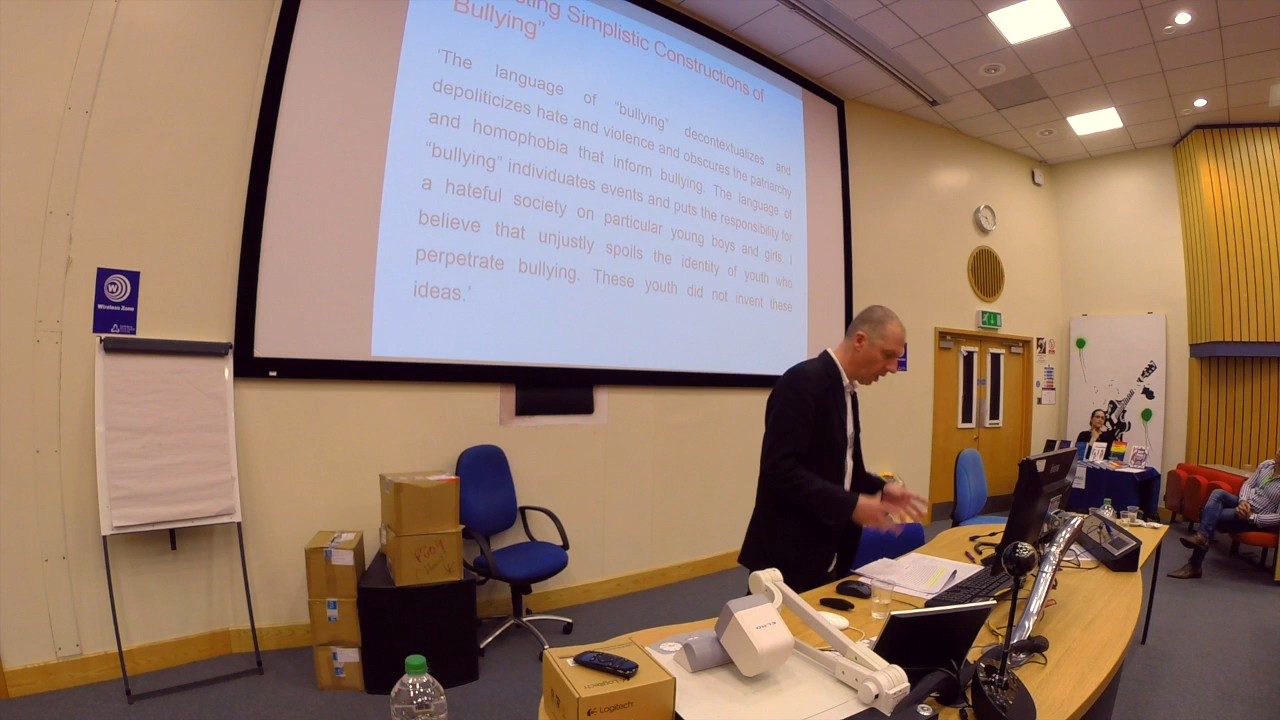 sting Simplistic Constructions of
Bullying”
‘The language of “bullying” decontextualizes and
depoliticizes hate and violence and obscures the patriarchy
and homophobia that inform bullying. The language of
“bullying” individuates events and puts the responsibility for
a hateful society on particular young boys and girls. I
believe that unjustly spoils the identity of youth who
perpetrate bullying. These youth did not invent these
ideas.’
W
Wireless Zone
ELMO
Logitech